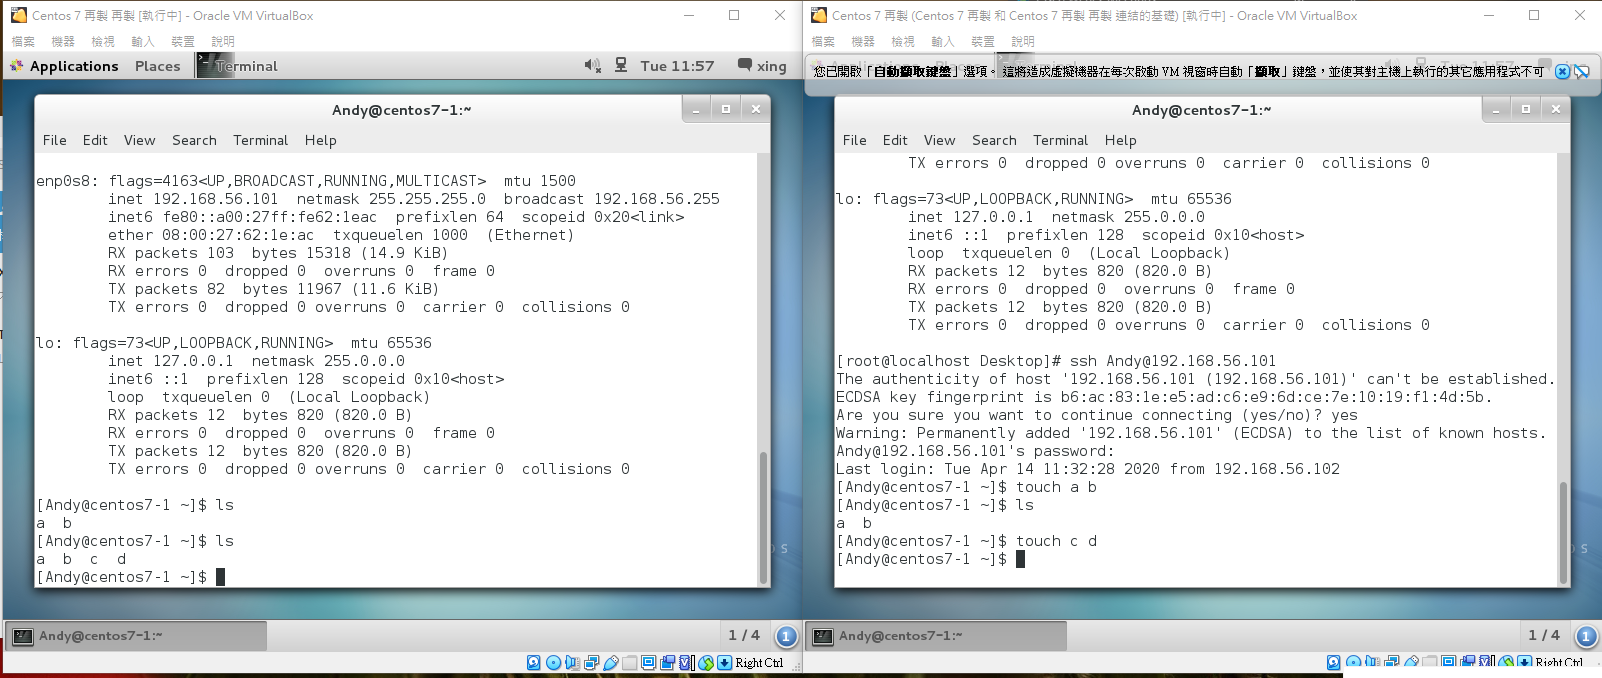 Centos 7 再製 再製 [執行中] - Oracle VM VirtualBox
檔案 機器 檢視 輸入 裝置 說明
Applications Places Terminal Tue 11:57 xing
Andy@centos7-1:~
File Edit View Search Terminal Help
enp0s8: flags=4163<UP,BROADCAST,RUNNING,MULTICAST>  mtu 1500
        inet 192.168.56.101  netmask 255.255.255.0  broadcast 192.168.56.255
        inet6 fe80::a00:27ff:fe62:1eac  prefixlen 64  scopeid 0x20<link>
        ether 08:00:27:62:1e:ac  txqueuelen 1000  (Ethernet)
        RX packets 103  bytes 15318 (14.9 KiB)
        RX errors 0  dropped 0  overruns 0  frame 0
        TX packets 82  bytes 11967 (11.6 KiB)
        TX errors 0  dropped 0 overruns 0  carrier 0  collisions 0
lo: flags=73<UP,LOOPBACK,RUNNING>  mtu 65536
        inet 127.0.0.1  netmask 255.0.0.0
        inet6 ::1  prefixlen 128  scopeid 0x10<host>
        loop  txqueuelen 0  (Local Loopback)
        RX packets 12  bytes 820 (820.0 B)
        RX errors 0  dropped 0  overruns 0  frame 0
        TX packets 12  bytes 820 (820.0 B)
        TX errors 0  dropped 0 overruns 0  carrier 0  collisions 0
[Andy@centos7-1 ~]$ ls
a  b
[Andy@centos7-1 ~]$ ls
a  b  c  d
[Andy@centos7-1 ~]$
Andy@centos7-1:~
1 / 4
1
Right Ctrl
Centos 7 再製 (Centos 7 再製 和 Centos 7 再製 再製 連結的基礎) [執行中] - Oracle VM VirtualBox
檔案 機器 檢視 輸入 裝置 說明
您已開啟「自動擷取鍵盤」選項。 這將造成虛擬機器在每次啟動 VM 視窗時自動「擷取」鍵盤，並使其對主機上執行的其它應用程式不可
Andy@centos7-1:~
File Edit View Search Terminal Help
        TX errors 0  dropped 0 overruns 0  carrier 0  collisions 0
lo: flags=73<UP,LOOPBACK,RUNNING>  mtu 65536
        inet 127.0.0.1  netmask 255.0.0.0
        inet6 ::1  prefixlen 128  scopeid 0x10<host>
        loop  txqueuelen 0  (Local Loopback)
        RX packets 12  bytes 820 (820.0 B)
        RX errors 0  dropped 0  overruns 0  frame 0
        TX packets 12  bytes 820 (820.0 B)
        TX errors 0  dropped 0 overruns 0  carrier 0  collisions 0
[root@localhost Desktop]# ssh Andy@192.168.56.101
The authenticity of host '192.168.56.101 (192.168.56.101)' can't be established.
ECDSA key fingerprint is b6:ac:83:1e:e5:ad:c6:e9:6d:ce:7e:10:19:f1:4d:5b.
Are you sure you want to continue connecting (yes/no)? yes
Warning: Permanently added '192.168.56.101' (ECDSA) to the list of known hosts.
Andy@192.168.56.101's password:
Last login: Tue Apr 14 11:32:28 2020 from 192.168.56.102
[Andy@centos7-1 ~]$ touch a b
[Andy@centos7-1 ~]$ ls
a  b
[Andy@centos7-1 ~]$ touch c d
[Andy@centos7-1 ~]$
Andy@centos7-1:~
1 / 4
1
Right Ctrl